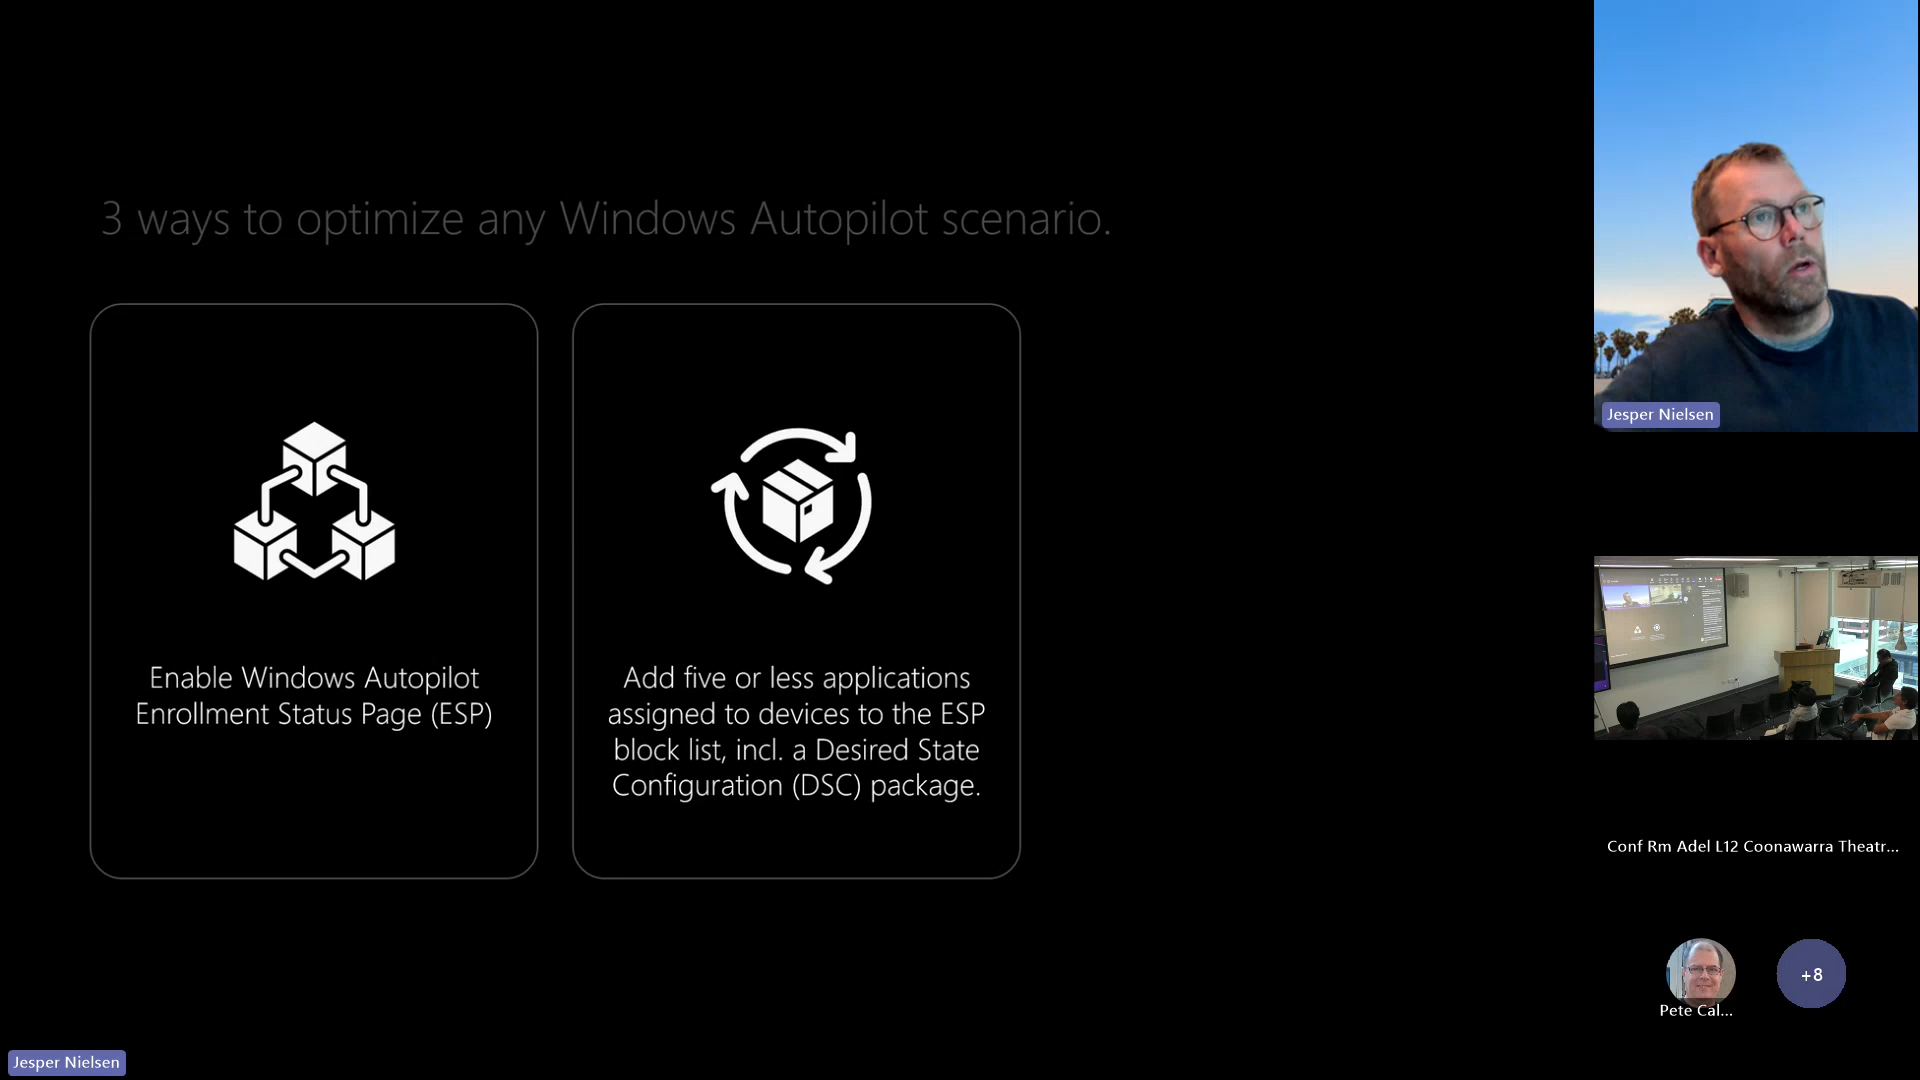 3 ways to optimize any Windows Autopilot scenario.
Enable Windows Autopilot
Enrollment Status Page (ESP)
Add five or less applications
assigned to devices to the ESP
block list, incl. a Desired State
Configuration (DSC) package.
Jesper Nielsen
Conf Rm Adel L12 Coonawarra Theatr...
Pete Cal...
+8
Jesper Nielsen